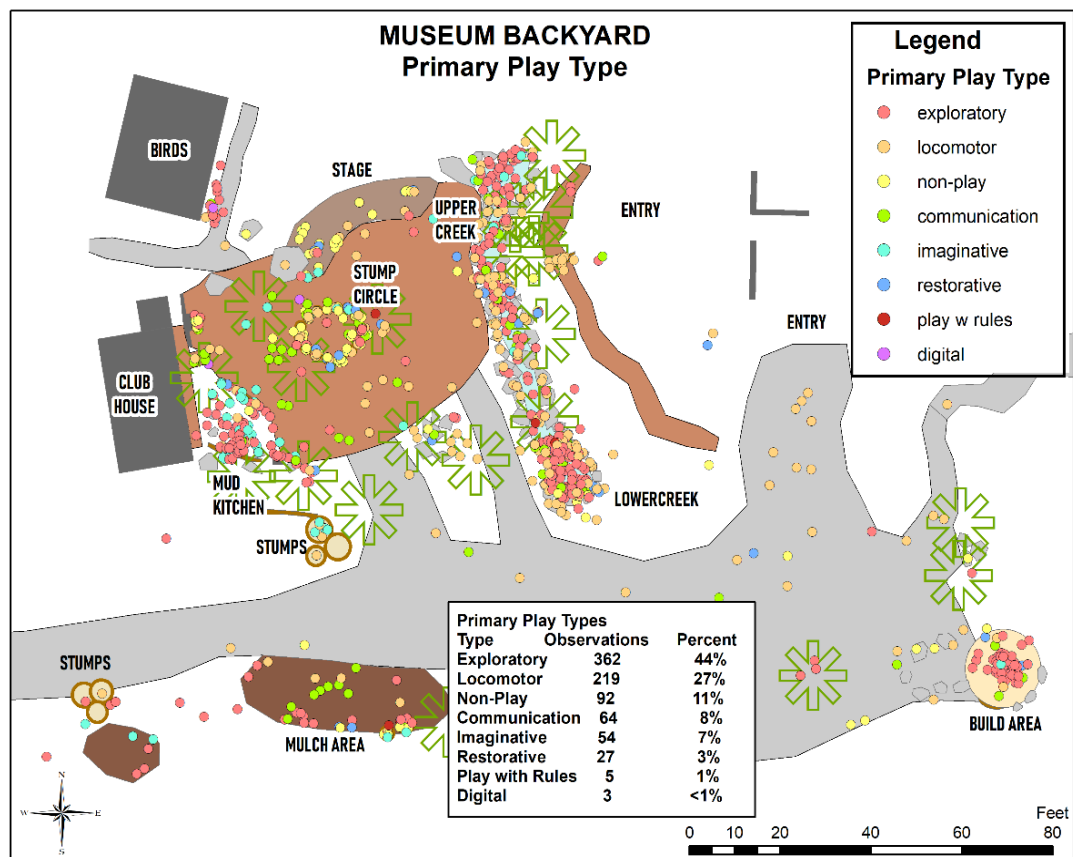 MUSEUM BACKYARD
Primary Play Type
Legend
Primary Play Type
exploratory
locomotor
non-play
communication
imaginative
restorative
play w rules
digital
BIRDS
STAGE
UPPER
CREEK
ENTRY
STUMP
CIRCLE
ENTRY
CLUB
HOUSE
MUD
KITCHEN
LOWERCREEK
STUMPS
STUMPS
MULCH AREA
BUILD AREA
Primary Play Types
Type Observations Percent
Exploratory 362 44%
Locomotor 219 27%
Non-Play 92 11%
Communication 64 8%
Imaginative 54 7%
Restorative 27 3%
Play with Rules 5 1%
Digital 3 <1%
N
W E
S
Feet
0 10 20 40 60 80